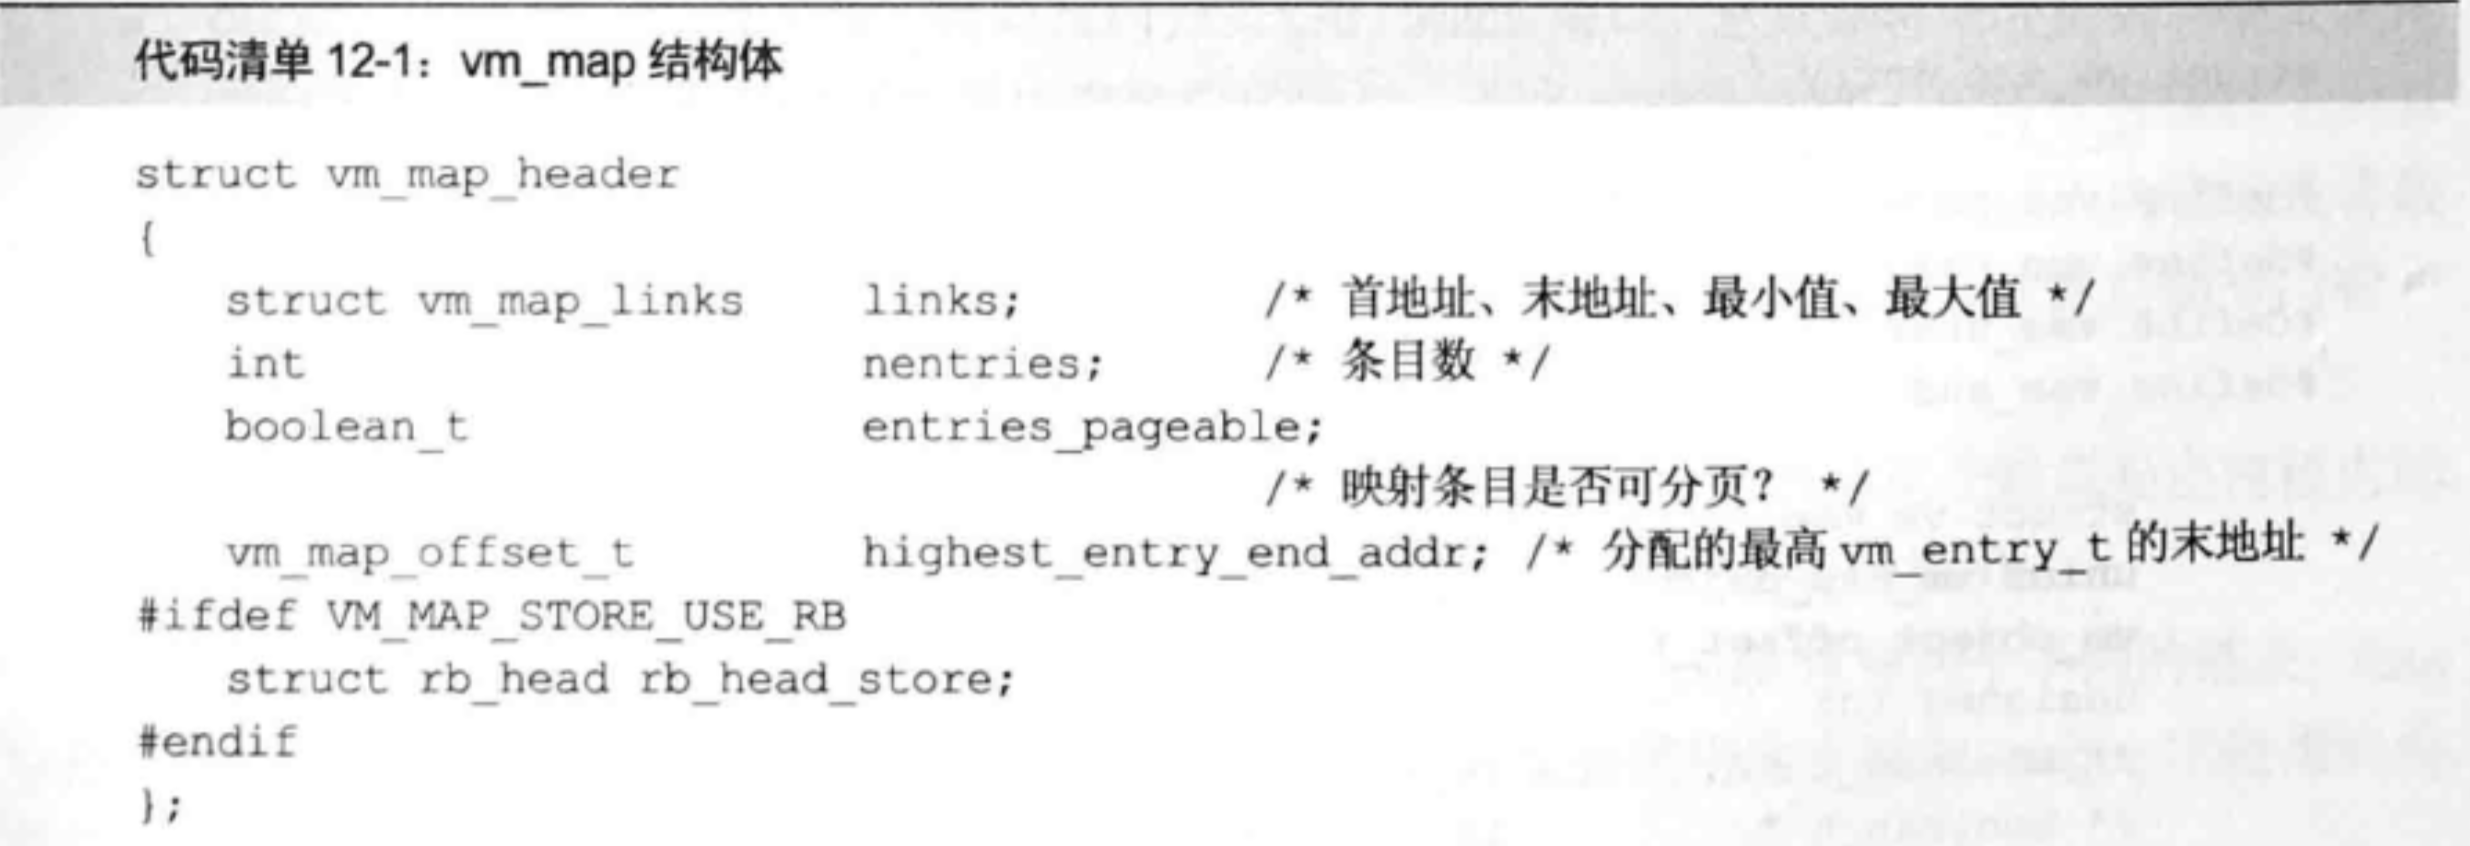 代码清单 12-1：vm_map 结构体
struct vm_map_header
{
struct vm_map_links links; /* 首地址、末地址、最小值、最大值 */
int nentries; /* 条目数 */
boolean_t entries_pageable;
/* 映射条目是否可分页？ */
vm_map_offset_t highest_entry_end_addr; /* 分配的最高 vm_entry_t 的末地址 */
#ifdef VM_MAP_STORE_USE_RB
struct rb_head rb_head_store;
#endif
};